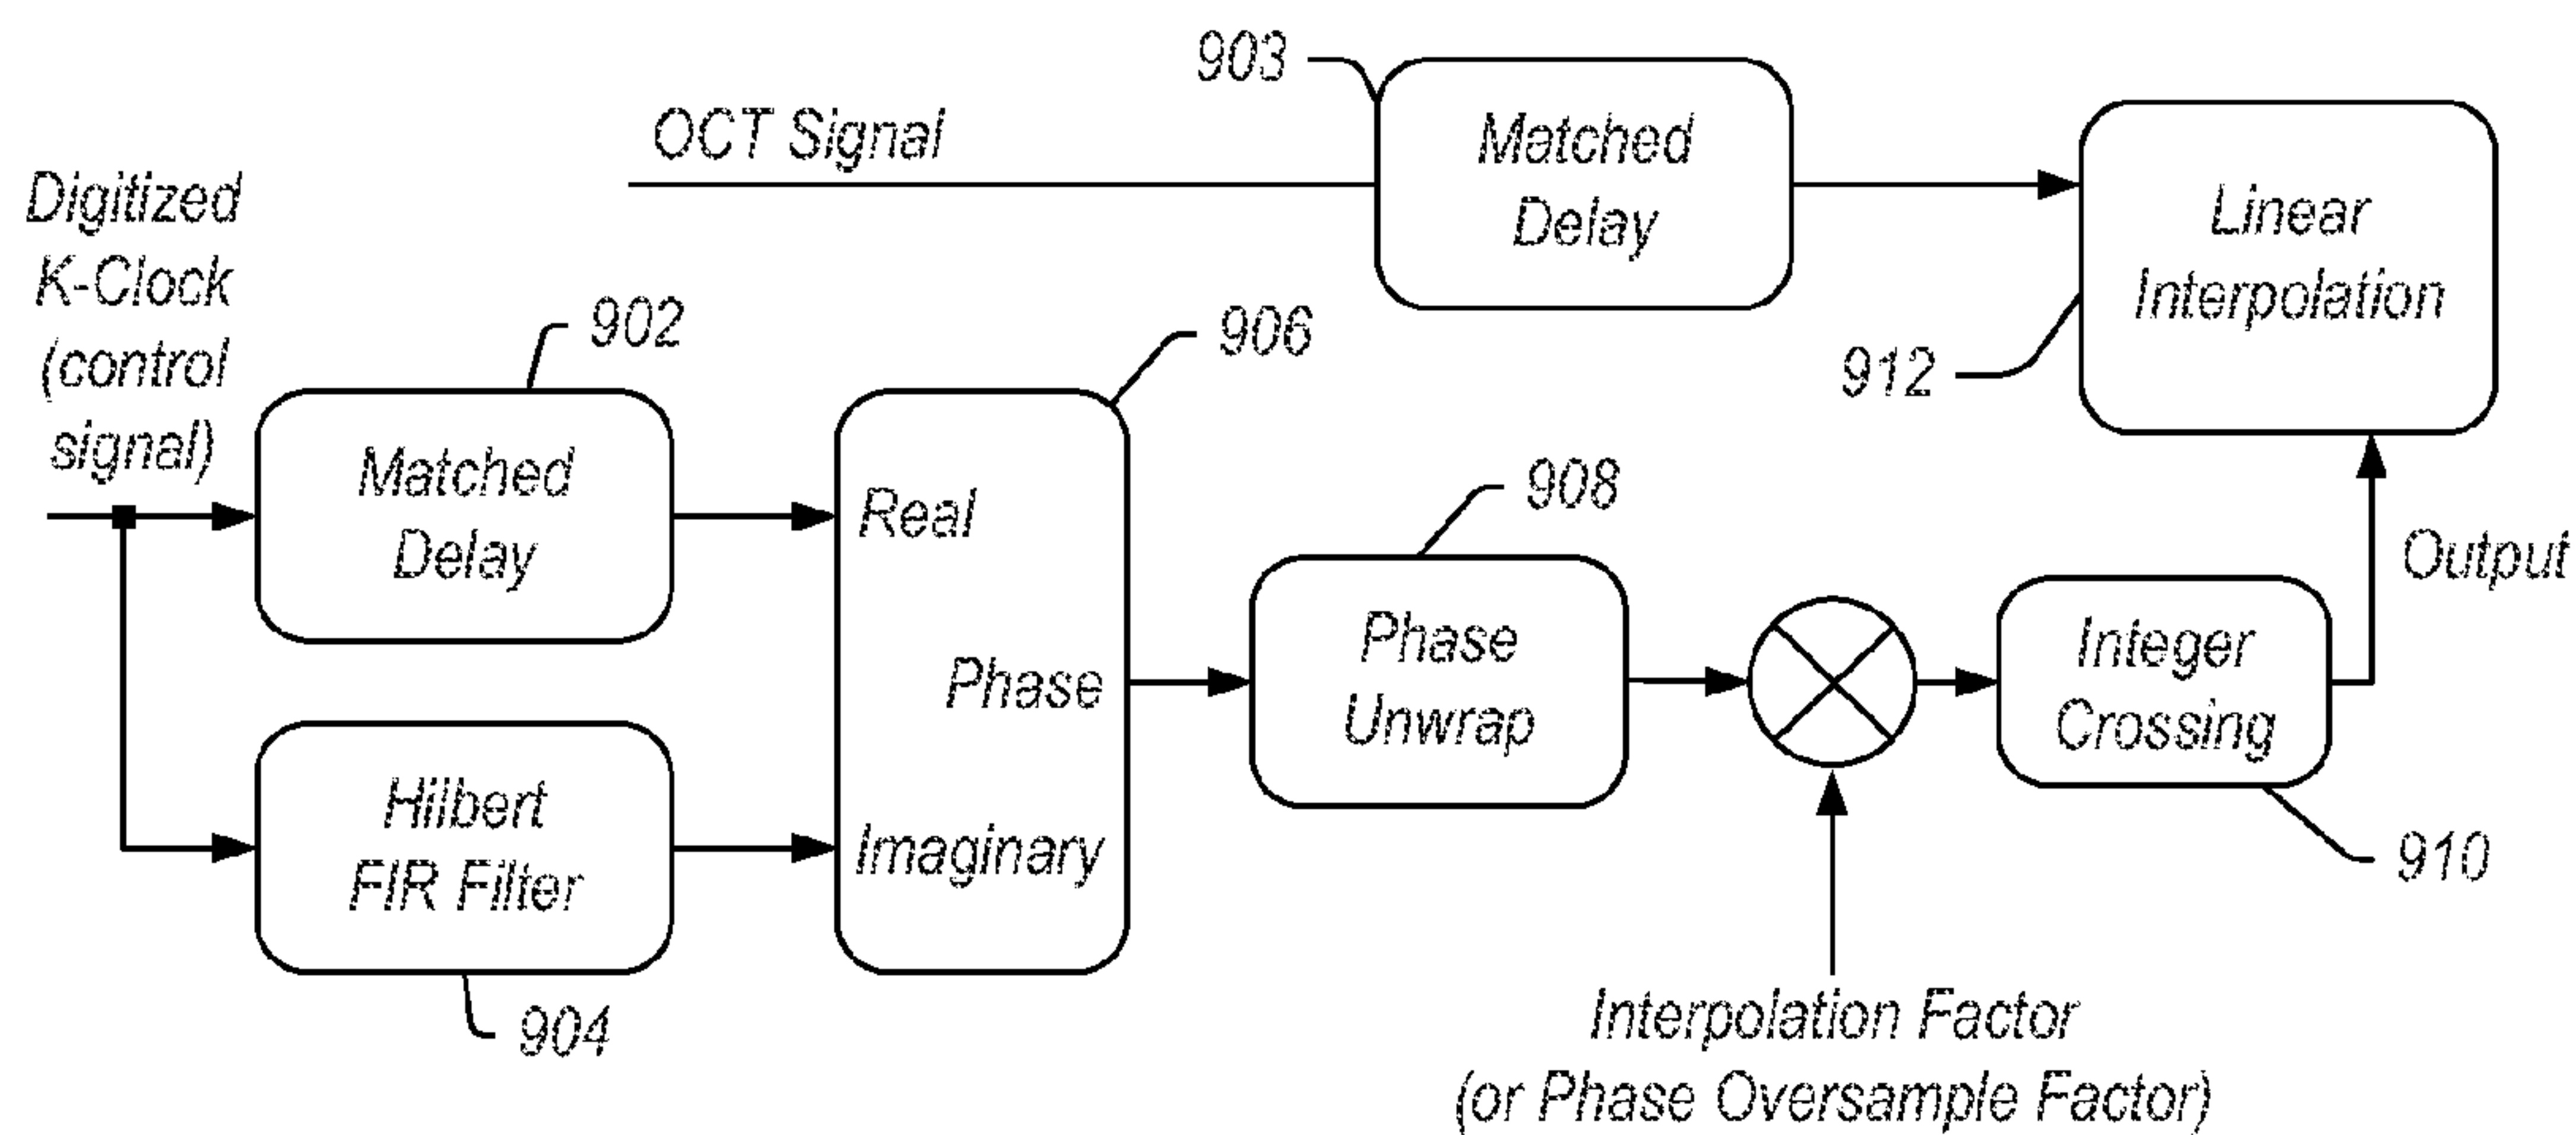 903
OCT Signal
Matched
Delay
Linear
Interpolation
912
Digitized
K-Clock
(control
signal)
902
Matched
Delay
906
Real
Phase
Imaginary
908
Phase
Unwrap
Integer
Crossing
Output
910
Hilbert
FIR Filter
904
Interpolation Factor
(or Phase Oversample Factor)